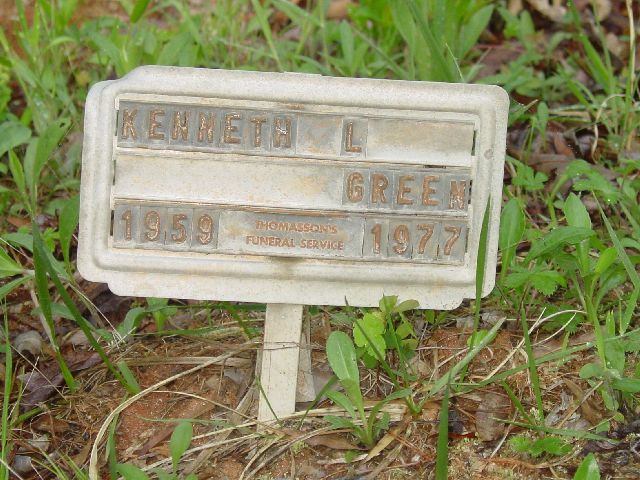 KENNETH L
GREEN
1959 THOMASSON'S 1977
FUNERAL SERVICE